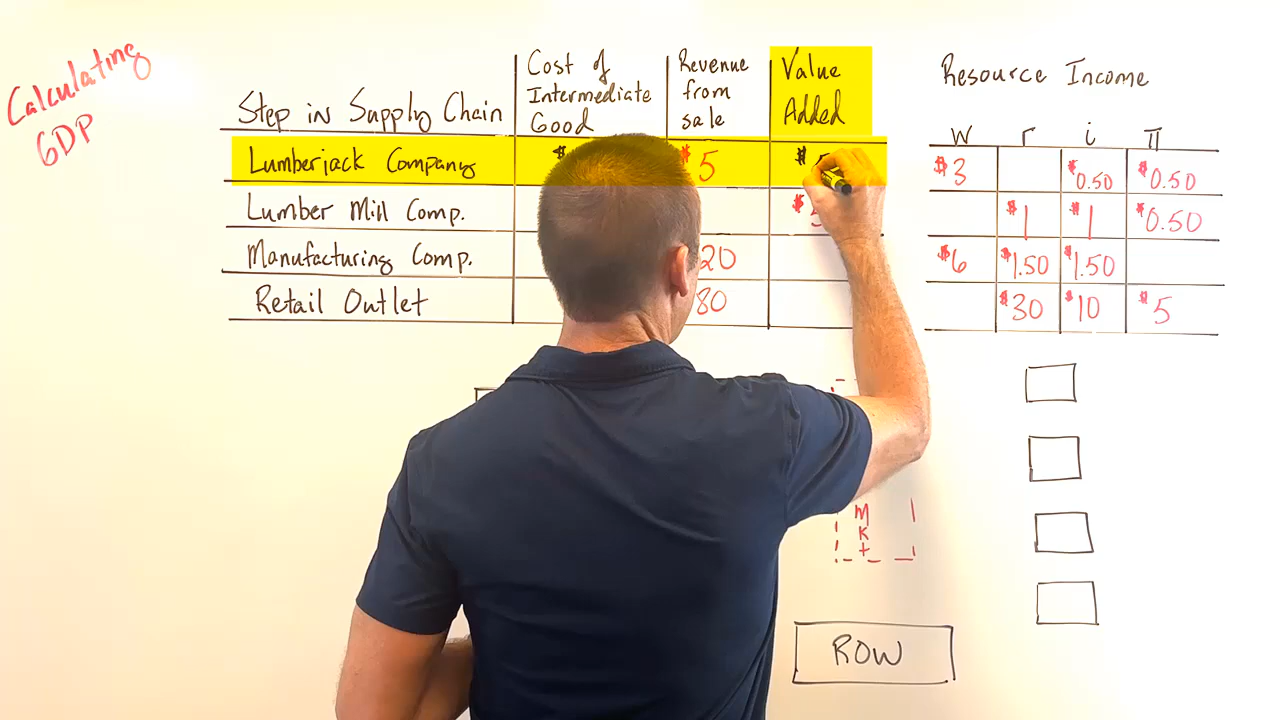 Calculating
GDP
Step in Supply Chain
Cost of
Intermediate
Good
Revenue
from
sale
Value
Added
Resource Income
W r i π
Lumberjack Company $ $5 $ $3 $0.50 $0.50
Lumber Mill Comp. $ $1 $1 $0.50
Manufacturing Comp. 20 $6 $1.50 $1.50
Retail Outlet 80 $30 $10 $5
M
K
t
ROW